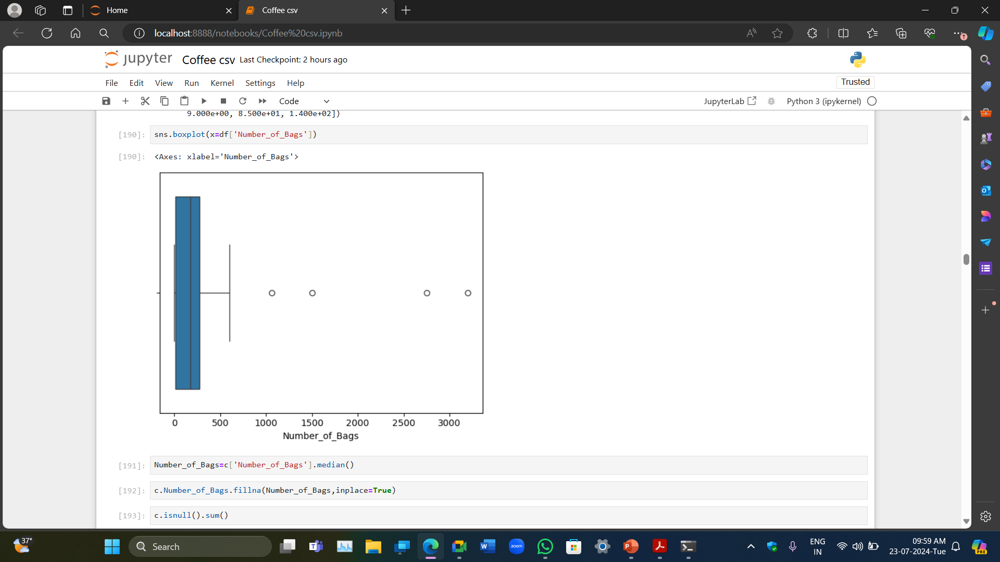 Home
Coffee csv
localhost:8888/notebooks/Coffee%20csv.ipynb
jupyter Coffee csv Last Checkpoint: 2 hours ago
File Edit View Run Kernel Settings Help
Trusted
Code
JupyterLab Python 3 (ipykernel)
9.000e+00, 8.500e+01, 1.400e+02])
[190]: sns.boxplot(x=df['Number_of_Bags'])
[190]: <Axes: xlabel='Number_of_Bags'>
0 500 1000 1500 2000 2500 3000
Number_of_Bags
[191]: Number_of_Bags=c['Number_of_Bags'].median()
[192]: c.Number_of_Bags.fillna(Number_of_Bags,inplace=True)
[193]: c.isnull().sum()
37°
Search
zoom
ENG
IN
09:59 AM
23-07-2024-Tue
PRE